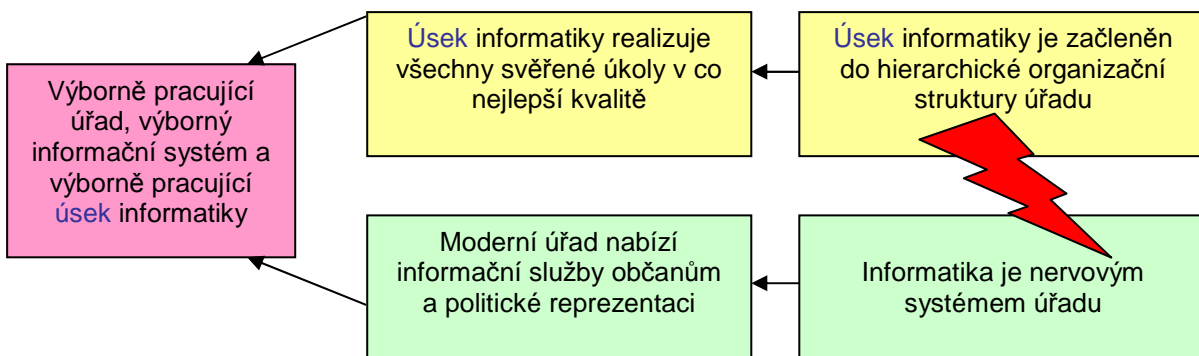 Výborně pracující
úřad, výborný
informační systém a
výborně pracující
úsek informatiky
Úsek informatiky realizuje
všechny svěřené úkoly v co
nejlepší kvalitě
Úsek informatiky je začleněn
do hierarchické organizační
struktury úřadu
Moderní úřad nabízí
informační služby občanům
a politické reprezentaci
Informatika je nervovým
systémem úřadu